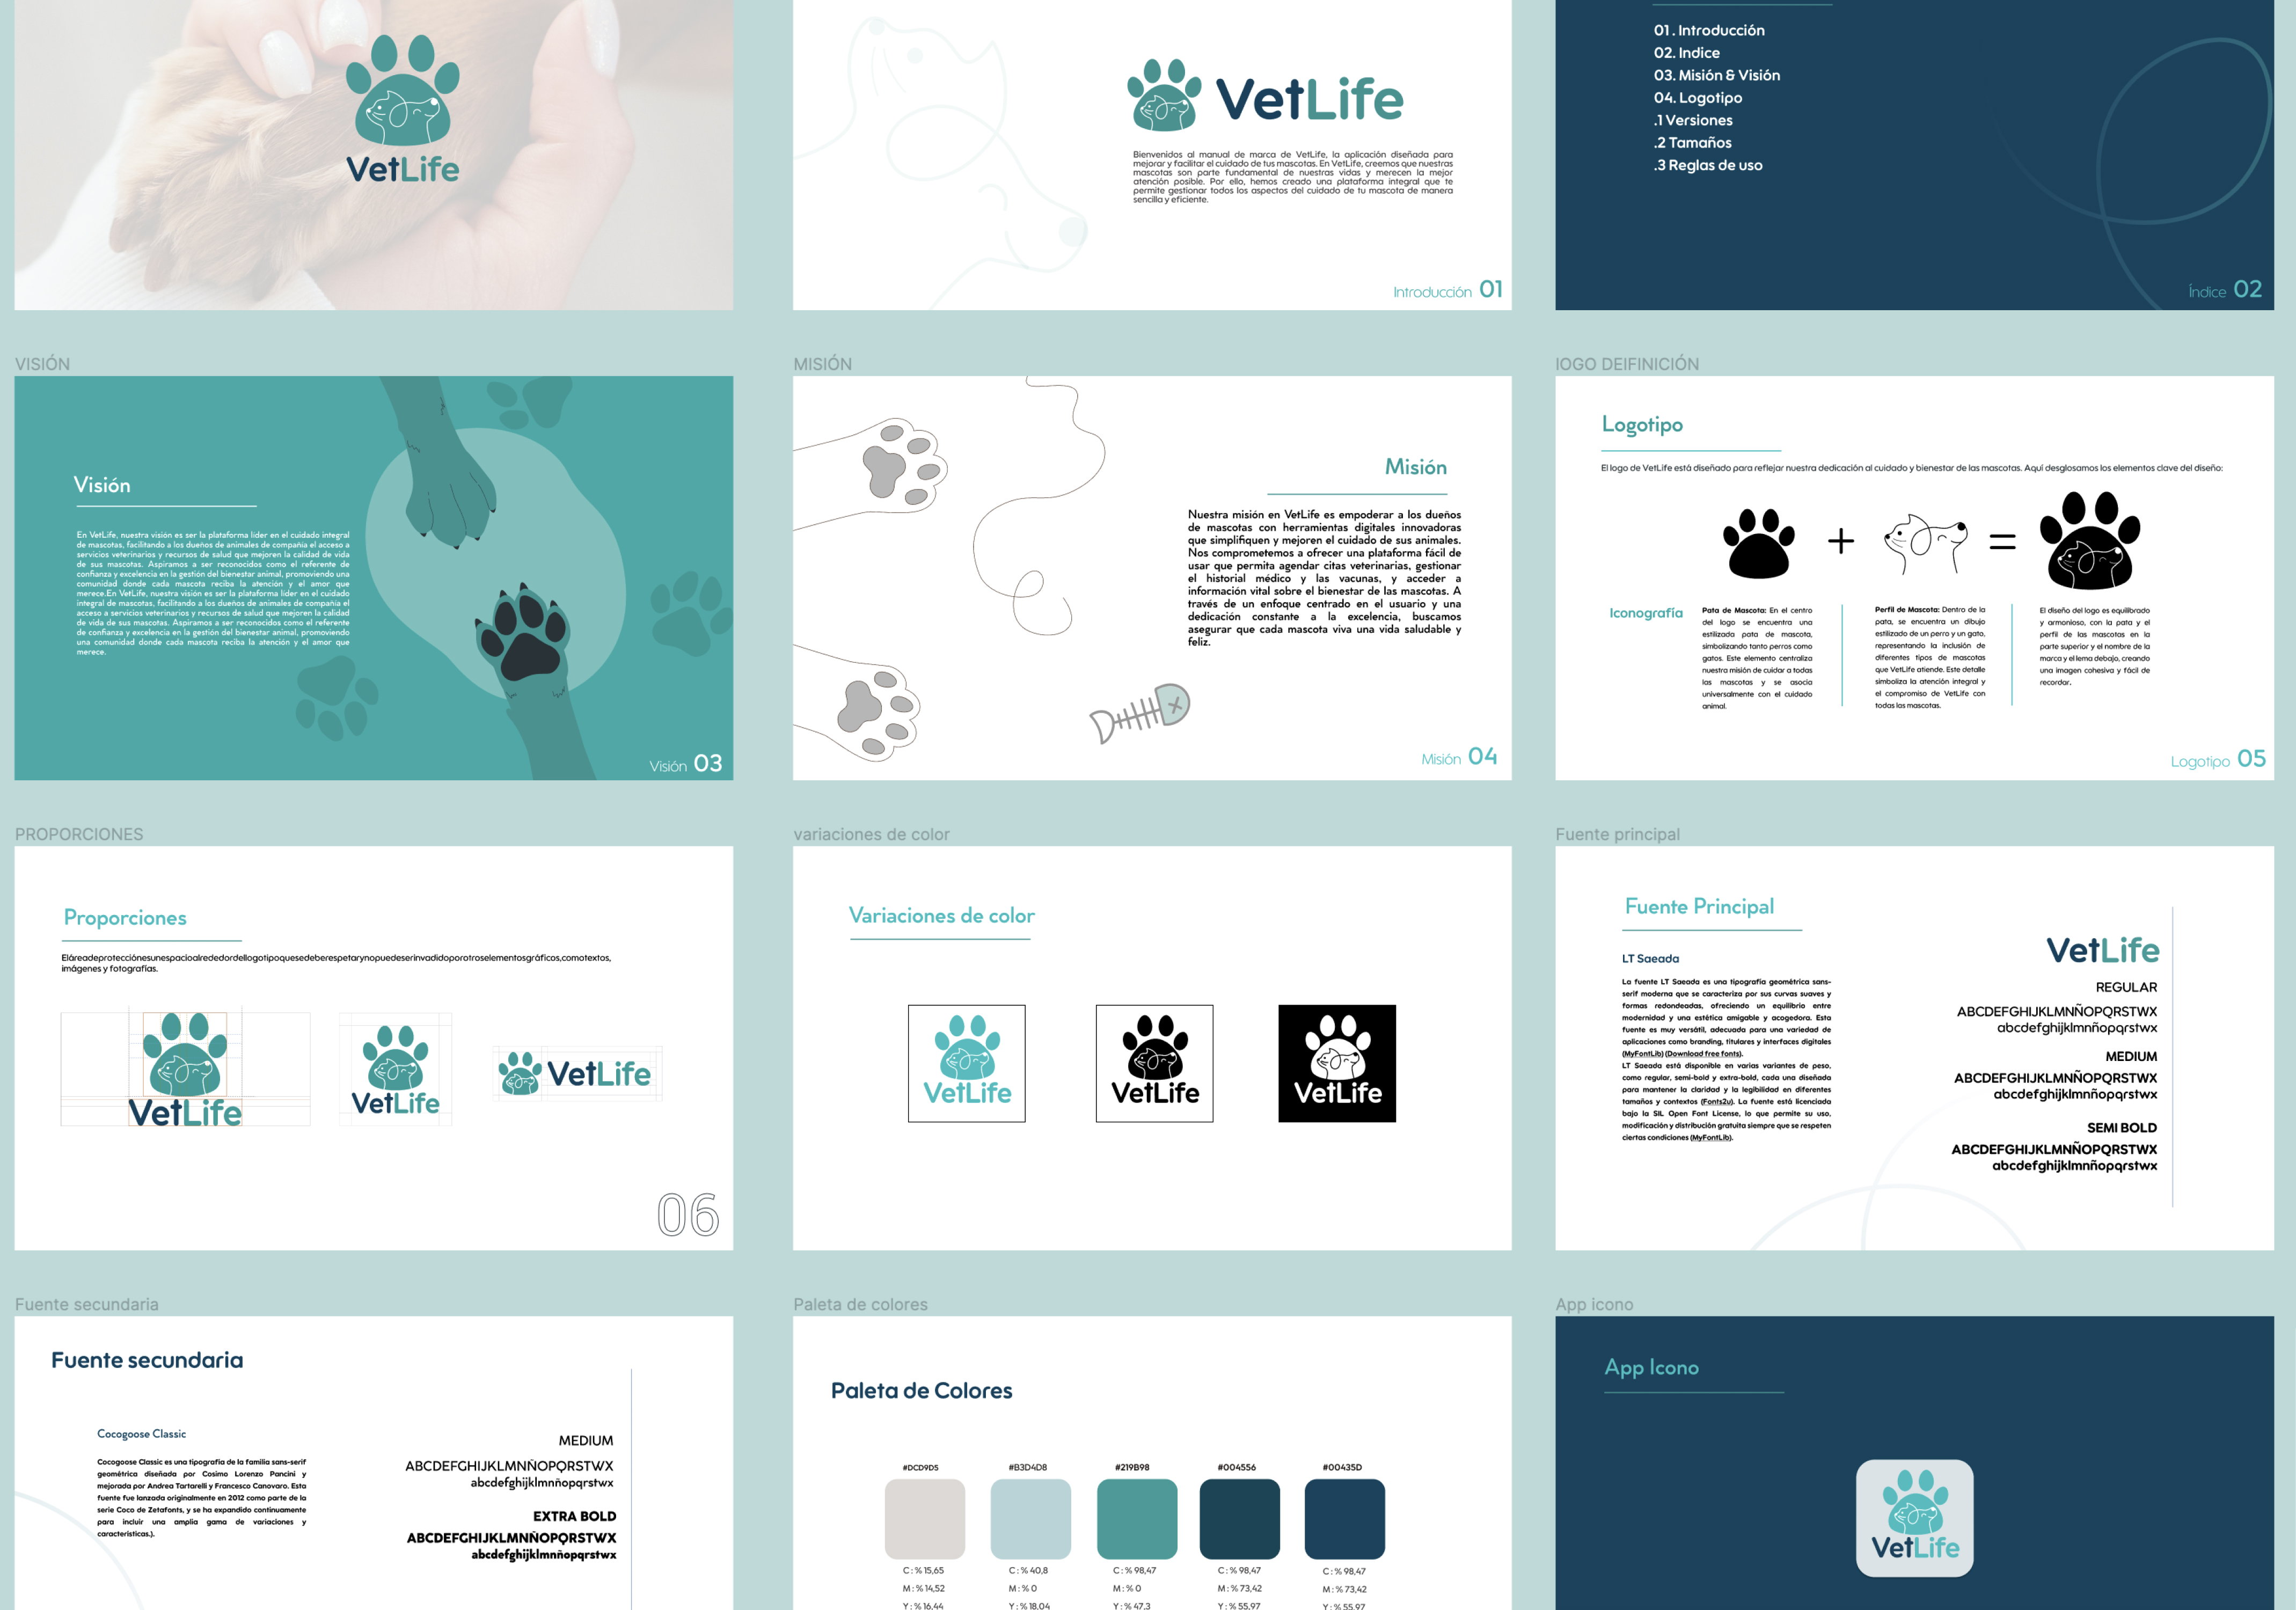 VetLife
VetLife
Bienvenidos al manual de marca de VetLife, la aplicación diseñada para
mejorar y facilitar el cuidado de tus mascotas. En VetLife, creemos que nuestras
mascotas son parte fundamental de nuestras vidas y merecen la mejor
atención posible. Por ello, hemos creado una plataforma integral que te
permite gestionar todos los aspectos del cuidado de tu mascota de manera
sencilla y eficiente.
Introducción 01
01. Introducción
02. Indice
03. Misión & Visión
04. Logotipo
.1 Versiones
.2 Tamaños
.3 Reglas de uso
Índice 02
VISIÓN
Visión
En VetLife, nuestra visión es ser la plataforma líder en el cuidado integral
de mascotas, facilitando a los dueños de animales de compañía el acceso a
servicios veterinarios y recursos de salud que mejoren la calidad de vida
de sus mascotas. Aspiramos a ser reconocidos como el referente de
confianza y excelencia en la gestión del bienestar animal, promoviendo una
comunidad donde cada mascota reciba la atención y el amor que
merece.En VetLife, nuestra visión es ser la plataforma líder en el cuidado
integral de mascotas, facilitando a los dueños de animales de compañía el
acceso a servicios veterinarios y recursos de salud que mejoren la calidad
de vida de sus mascotas. Aspiramos a ser reconocidos como el referente
de confianza y excelencia en la gestión del bienestar animal, promoviendo
una comunidad donde cada mascota reciba la atención y el amor que
merece.
Visión 03
MISIÓN
Misión
Nuestra misión en VetLife es empoderar a los dueños
de mascotas con herramientas digitales innovadoras
que simplifiquen y mejoren el cuidado de sus animales.
Nos comprometemos a ofrecer una plataforma fácil de
usar que permita agendar citas veterinarias, gestionar
el historial médico y las vacunas, y acceder a
información vital sobre el bienestar de las mascotas. A
través de un enfoque centrado en el usuario y una
dedicación constante a la excelencia, buscamos
asegurar que cada mascota viva una vida saludable y
feliz.
Misión 04
lOGO DEIFINICIÓN
Logotipo
El logo de VetLife está diseñado para reflejar nuestra dedicación al cuidado y bienestar de las mascotas. Aquí desglosamos los elementos clave del diseño:
+ =
Iconografía
Pata de Mascota: En el centro
del logo se encuentra una
estilizada pata de mascota,
simbolizando tanto perros como
gatos. Este elemento centraliza
nuestra misión de cuidar a todas
las mascotas y se asocia
universalmente con el cuidado
animal.
Perfil de Mascota: Dentro de la
pata, se encuentra un dibujo
estilizado de un perro y un gato,
representando la inclusión de
diferentes tipos de mascotas
que VetLife atiende. Este detalle
simboliza la atención integral y
el compromiso de VetLife con
todas las mascotas.
El diseño del logo es equilibrado
y armonioso, con la pata y el
perfil de las mascotas en la
parte superior y el nombre de la
marca y el lema debajo, creando
una imagen cohesiva y fácil de
recordar.
Logotipo 05
PROPORCIONES
Proporciones
Eláreadeprotecciónesunespacioalrededordellogotipoquesedeberespetarynopuedeserinvadidoporotroselementosgráficos,comotextos,
imágenes y fotografías.
VetLife
VetLife
VetLife
06
variaciones de color
Variaciones de color
VetLife
VetLife
VetLife
Fuente principal
Fuente Principal
LT Saeada
La fuente LT Saeada es una tipografía geométrica sans-
serif moderna que se caracteriza por sus curvas suaves y
formas redondeadas, ofreciendo un equilibrio entre
modernidad y una estética amigable y acogedora. Esta
fuente es muy versátil, adecuada para una variedad de
aplicaciones como branding, titulares y interfaces digitales
(MyFontLib) (Download free fonts).
LT Saeada está disponible en varias variantes de peso,
como regular, semi-bold y extra-bold, cada una diseñada
para mantener la claridad y la legibilidad en diferentes
tamaños y contextos (Fonts2u). La fuente está licenciada
bajo la SIL Open Font License, lo que permite su uso,
modificación y distribución gratuita siempre que se respeten
ciertas condiciones (MyFontLib).
VetLife
REGULAR
ABCDEFGHIJKLMNÑOPQRSTWX
abcdefghijklmnñopqrstwx
MEDIUM
ABCDEFGHIJKLMNÑOPQRSTWX
abcdefghijklmnñopqrstwx
SEMI BOLD
ABCDEFGHIJKLMNÑOPQRSTWX
abcdefghijklmnñopqrstwx
Fuente secundaria
Fuente secundaria
Cocogoose Classic
Cocogoose Classic es una tipografía de la familia sans-serif
geométrica diseñada por Cosimo Lorenzo Pancini y
mejorada por Andrea Tartarelli y Francesco Canovaro. Esta
fuente fue lanzada originalmente en 2012 como parte de la
serie Coco de Zetafonts, y se ha expandido continuamente
para incluir una amplia gama de variaciones y
características.).
MEDIUM
ABCDEFGHIJKLMNÑOPQRSTWX
abcdefghijklmnñopqrstwx
EXTRA BOLD
ABCDEFGHIJKLMNÑOPQRSTWX
abcdefghijklmnñopqrstwx
Paleta de colores
Paleta de Colores
#DCD9D5 #B3D4D8 #219B98 #004556 #00435D
C : % 15,65 C : % 40,8 C : % 98,47 C : % 98,47 C : % 98,47
M : % 14,52 M : % 0 M : % 0 M : % 73,42 M : % 73,42
Y : % 16,44 Y : % 18,04 Y : % 47,3 Y : % 55,97 Y : % 55,97
App icono
App Icono
VetLife